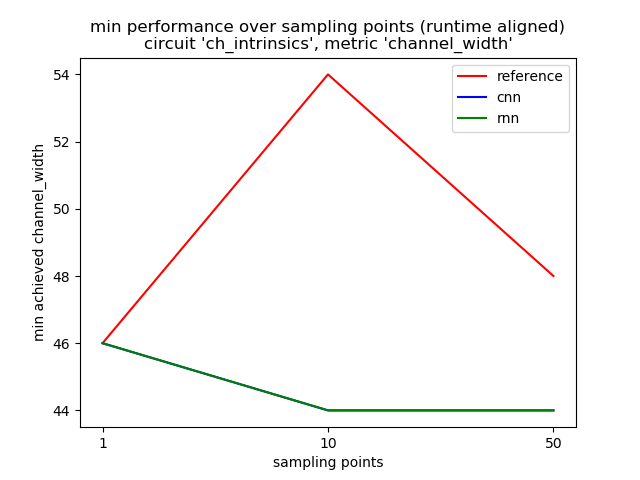 min performance over sampling points (runtime aligned)
circuit 'ch_intrinsics', metric 'channel_width'
reference
cnn
rnn
54
52
50
48
46
44
min achieved channel_width
1
10
50
sampling points